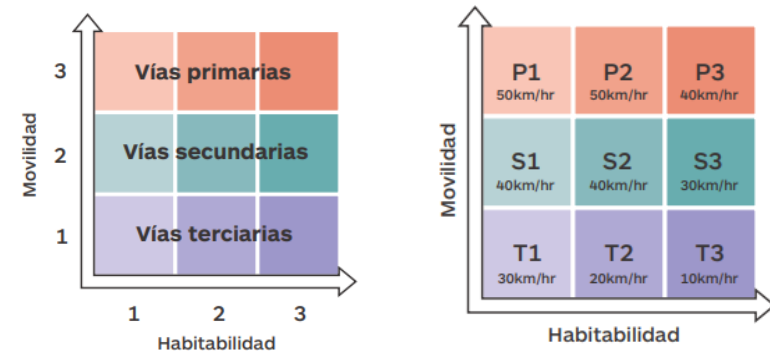 Movilidad
3
Vías primarias
2
Vías secundarias
1
Vías terciarias
1 2 3
Habitabilidad
Movilidad
P1 P2 P3
50km/hr 50km/hr 40km/hr
S1 S2 S3
40km/hr 40km/hr 30km/hr
T1 T2 T3
30km/hr 20km/hr 10km/hr
Habitabilidad